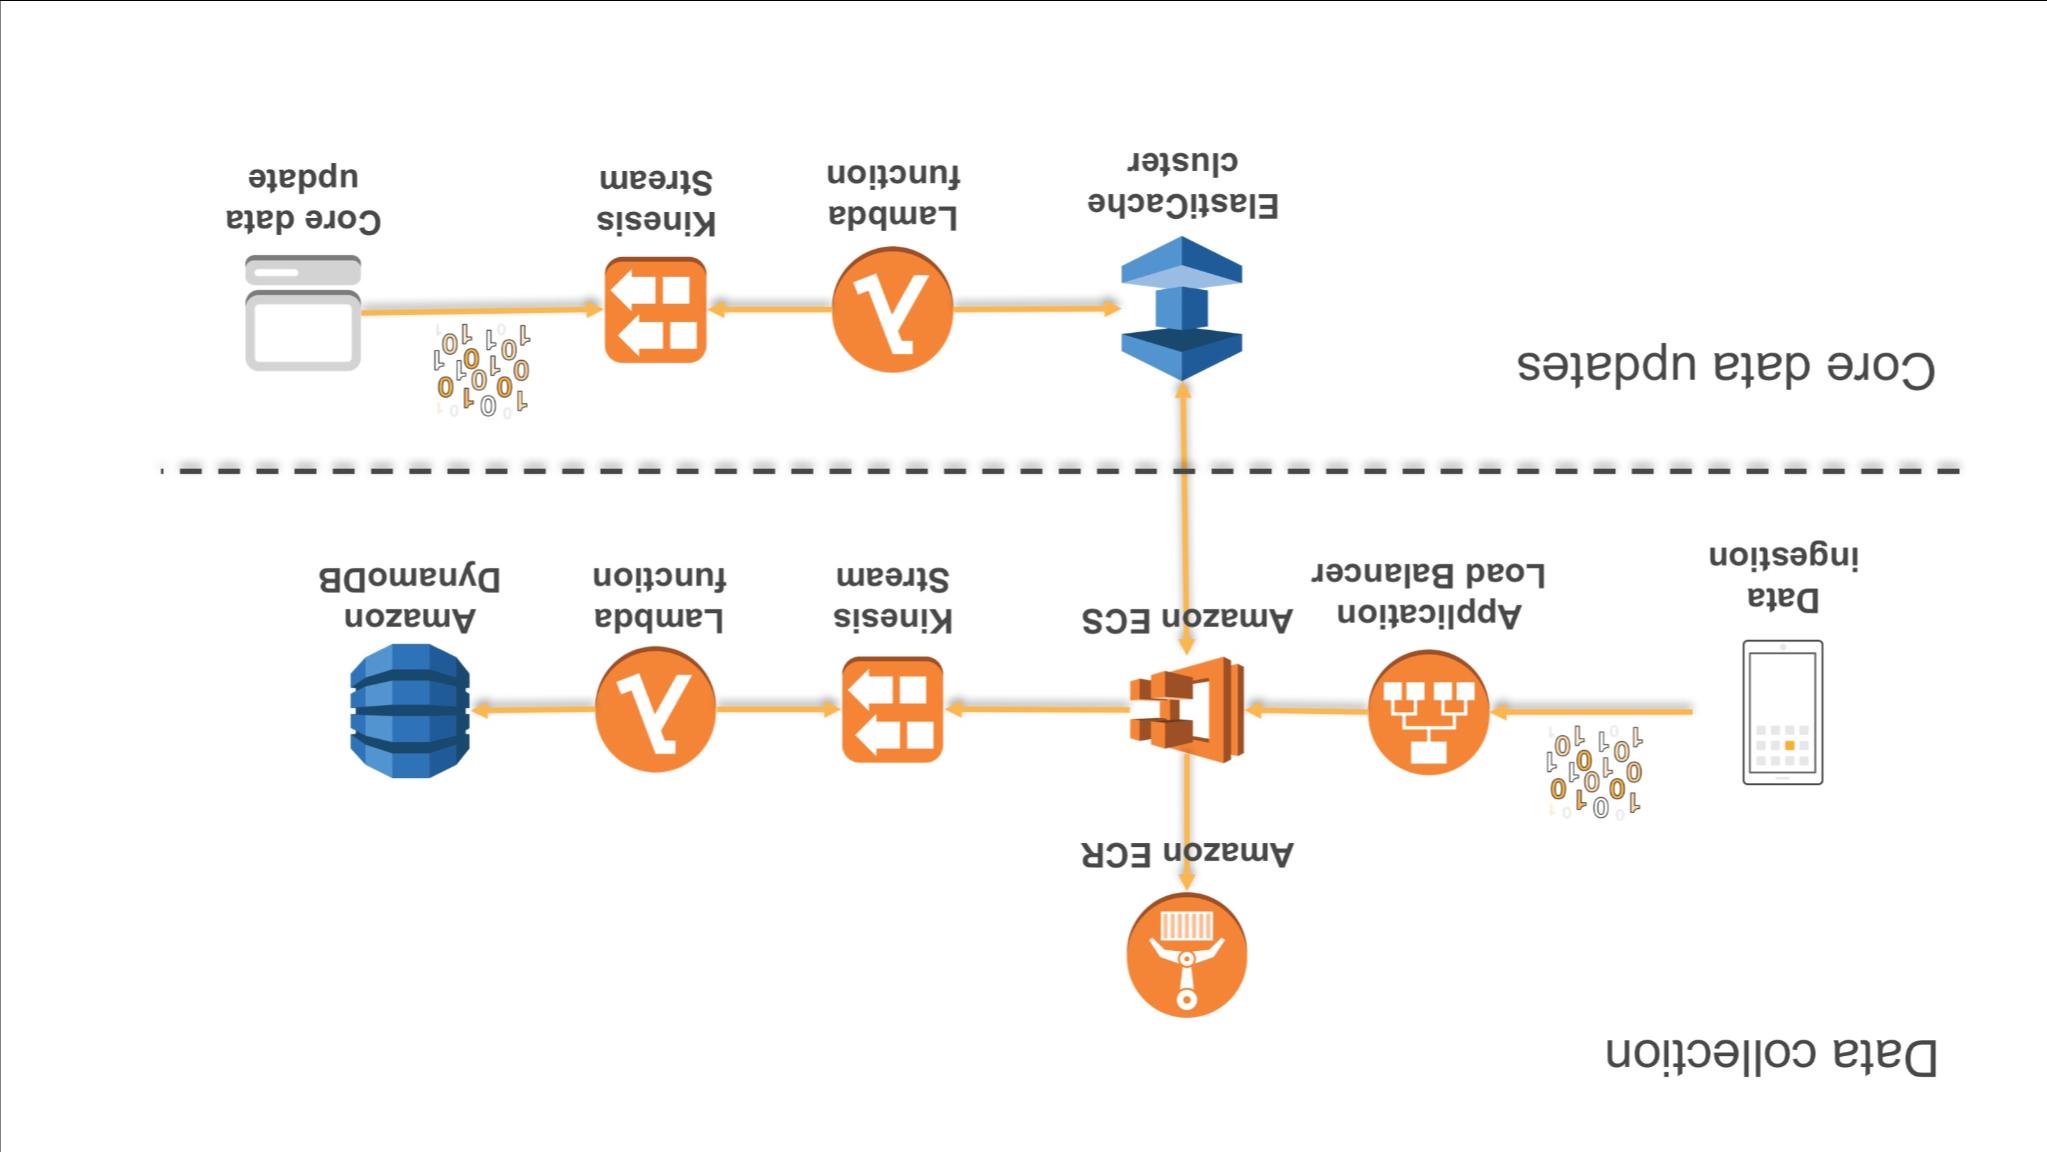 Data collection
Amazon ECR
Data
ingestion
Application
Load Balancer
Amazon ECS
Kinesis
Stream
Lambda
function
Amazon
DynamoDB
Core data updates
ElastiCache
cluster
Lambda
function
Kinesis
Stream
Core data
update